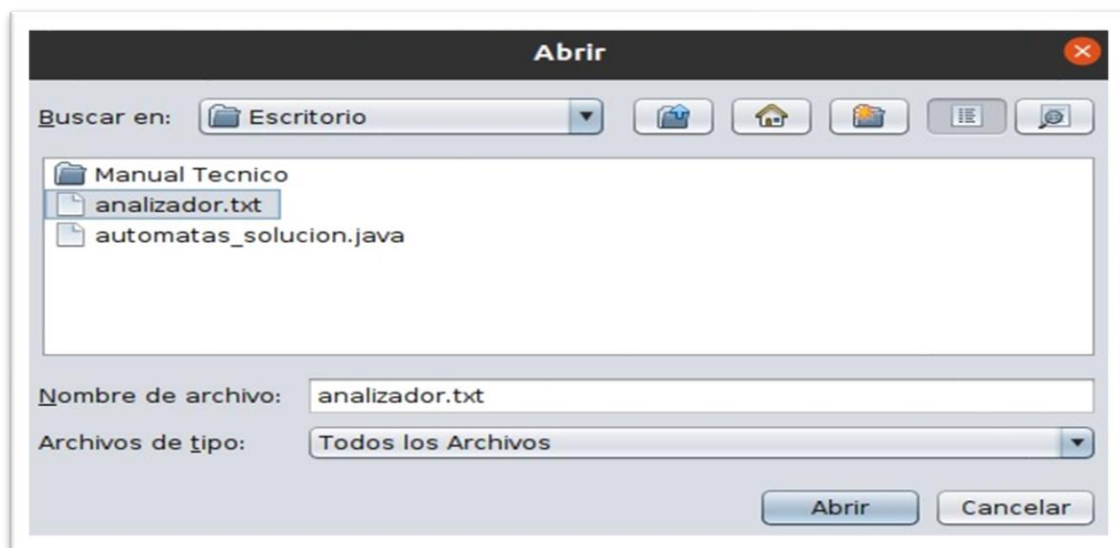 Abrir
Buscar en: Escritorio
Manual Tecnico
analizador.txt
automatas_solucion.java
Nombre de archivo: analizador.txt
Archivos de tipo: Todos los Archivos
Abrir Cancelar